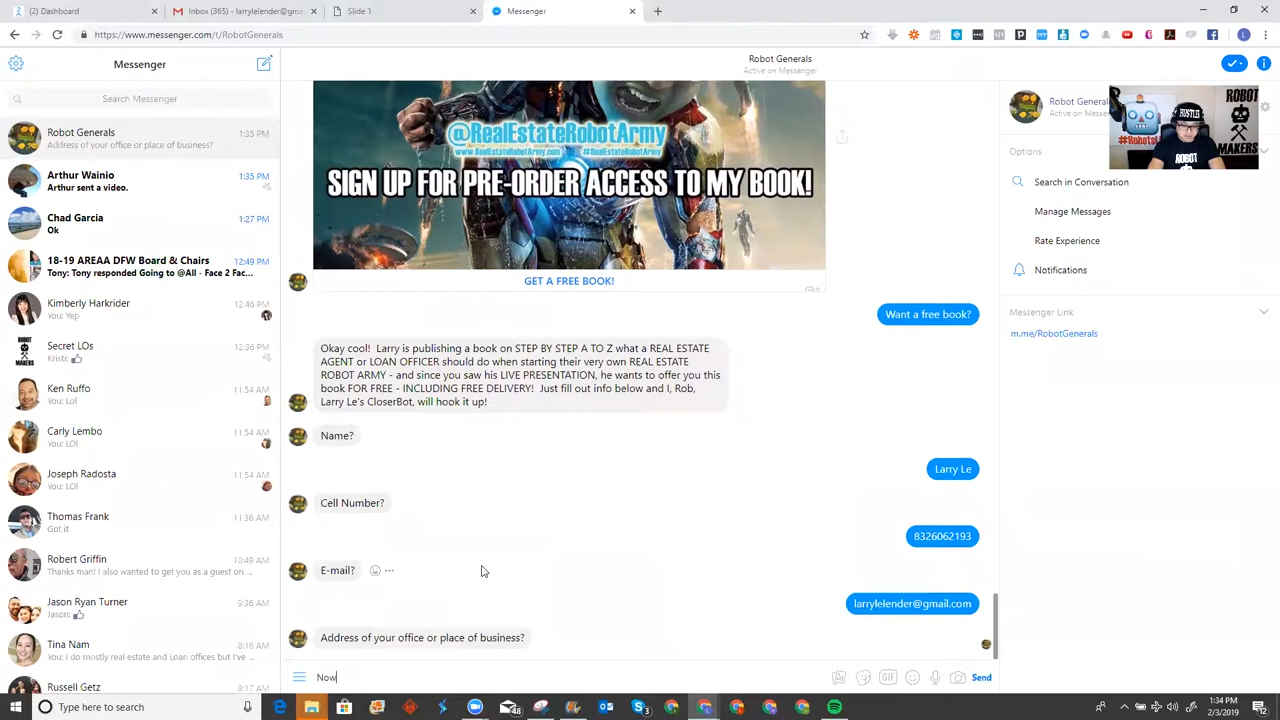 (2) Dashboard
Inbox (365) - larrylelender@gm
Slide 1
Messenger
https://www.messenger.com/t/RobotGenerals
Messenger
Search Messenger
Robot Generals 1:35 PM
Address of your office or place of business?
Arthur Wainio 1:35 PM
Arthur sent a video.
Chad Garcia 1:27 PM
Ok
18-19 AREAA DFW Board & Chairs 12:49 PM
Tony: Tony responded Going to @All - Face 2 Fac...
Kimberly Harkrider 12:46 PM
You: Yep
Secret LOs 12:36 PM
Kristi:
Ken Ruffo 11:54 AM
You: Lol
Carly Lembo 11:54 AM
You: LOl
Joseph Radosta 11:54 AM
You: LOl
Thomas Frank 11:36 AM
Got it
Robert Griffin 10:49 AM
Thanks man! I also wanted to get you as a guest on ...
Jason Ryan Turner 9:36 AM
Jason:
Tina Nam 8:18 AM
You: I do mostly real estate and Loan offices but I've ...
Russell Getz 8:17 AM
Robot Generals
Active on Messenger
@RealEstateRobotArmy
www.RealEstateRobotArmy.com #RealEstateRobotArmy
SIGN UP FOR PRE-ORDER ACCESS TO MY BOOK!
GET A FREE BOOK!
Want a free book?
Okay cool! Larry is publishing a book on STEP BY STEP A TO Z what a REAL ESTATE
AGENT or LOAN OFFICER should do when starting their very own REAL ESTATE
ROBOT ARMY - and since you saw his LIVE PRESENTATION, he wants to offer you this
book FOR FREE - INCLUDING FREE DELIVERY! Just fill out info below and I, Rob,
Larry Le's CloserBot, will hook it up!
Name?
Larry Le
Cell Number?
8326062193
E-mail?
larrylelender@gmail.com
Address of your office or place of business?
Now
GIF
Send
Robot General
Active on Messen
HUSTLE
ROBOT
ROBOT
MAKERS
Options
Search in Conversation
Manage Messages
Rate Experience
Notifications
Messenger Link
m.me/RobotGenerals
Type here to search
1:34 PM
2/3/2019